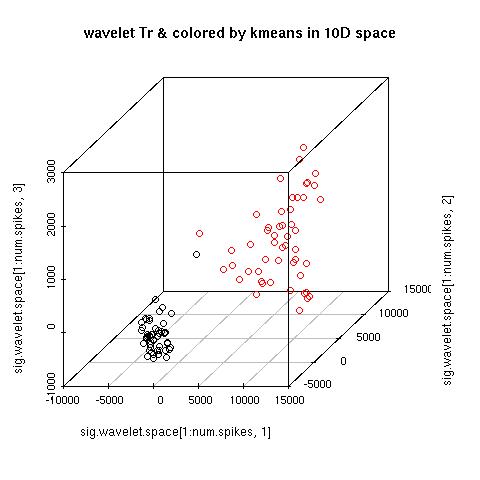 wavelet Tr & colored by kmeans in 10D space
3000
2000
1000
0
-1000
sig.wavelet.space[1:num.spikes, 3]
-10000 -5000 0 5000 10000 15000
sig.wavelet.space[1:num.spikes, 1]
-5000
0
5000
10000
15000
sig.wavelet.space[1:num.spikes, 2]